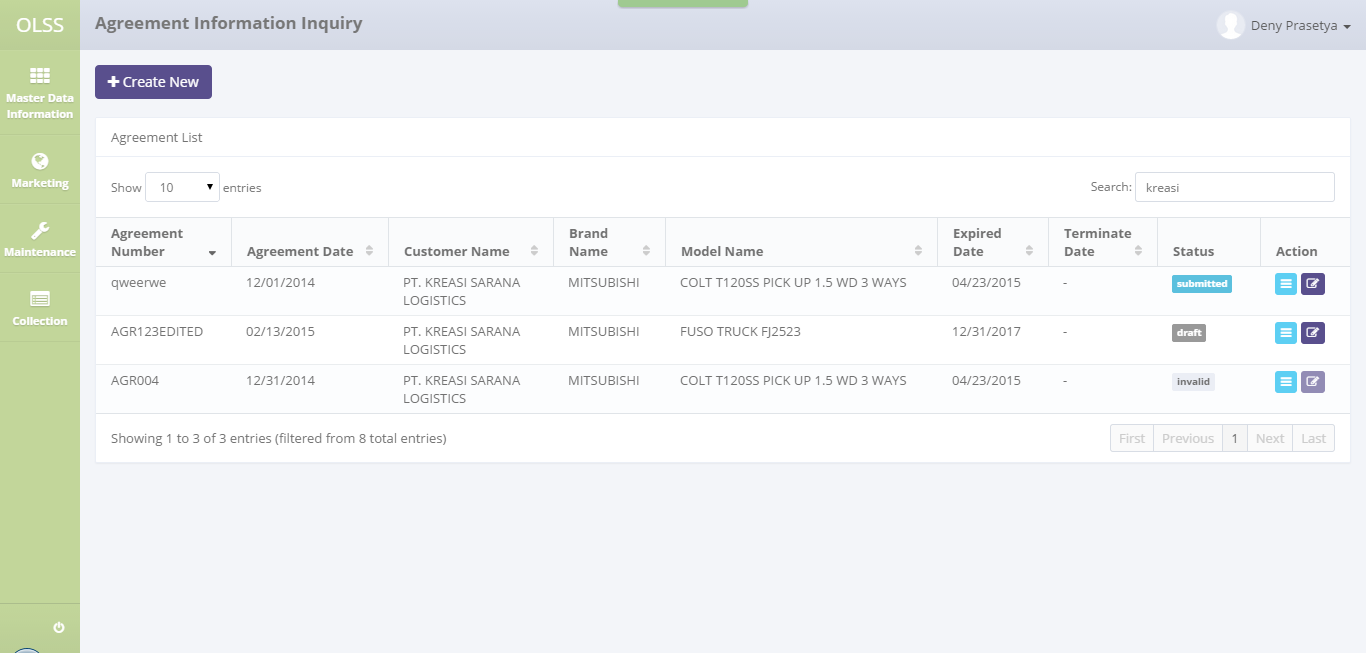 OLSS
Agreement Information Inquiry
Deny Prasetya
Master Data
Information
Marketing
Maintenance
Collection
Create New
Agreement List
Show 10 entries
Search: kreasi
Agreement Number Agreement Date Customer Name Brand Name Model Name Expired Date Terminate Date Status Action
qweerwe 12/01/2014 PT. KREASI SARANA LOGISTICS MITSUBISHI COLT T120SS PICK UP 1.5 WD 3 WAYS 04/23/2015 - submitted
AGR123EDITED 02/13/2015 PT. KREASI SARANA LOGISTICS MITSUBISHI FUSO TRUCK FJ2523 12/31/2017 - draft
AGR004 12/31/2014 PT. KREASI SARANA LOGISTICS MITSUBISHI COLT T120SS PICK UP 1.5 WD 3 WAYS 04/23/2015 - invalid
Showing 1 to 3 of 3 entries (filtered from 8 total entries)
First Previous 1 Next Last